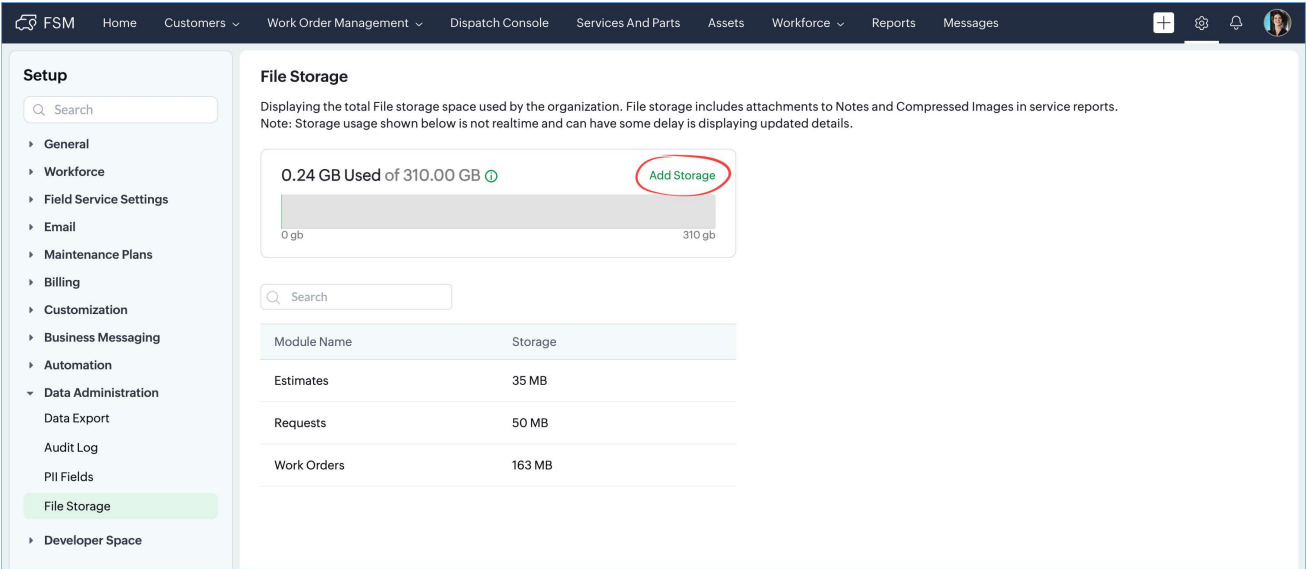 FSM Home Customers Work Order Management Dispatch Console Services And Parts Assets Workforce Reports Messages
Setup
Search
General
Workforce
Field Service Settings
Email
Maintenance Plans
Billing
Customization
Business Messaging
Automation
Data Administration
Data Export
Audit Log
PII Fields
File Storage
Developer Space
File Storage
Displaying the total File storage space used by the organization. File storage includes attachments to Notes and Compressed Images in service reports.
Note: Storage usage shown below is not realtime and can have some delay is displaying updated details.
0.24 GB Used of 310.00 GB Add Storage
0 gb 310 gb
Search
Module Name Storage
Estimates 35 MB
Requests 50 MB
Work Orders 163 MB